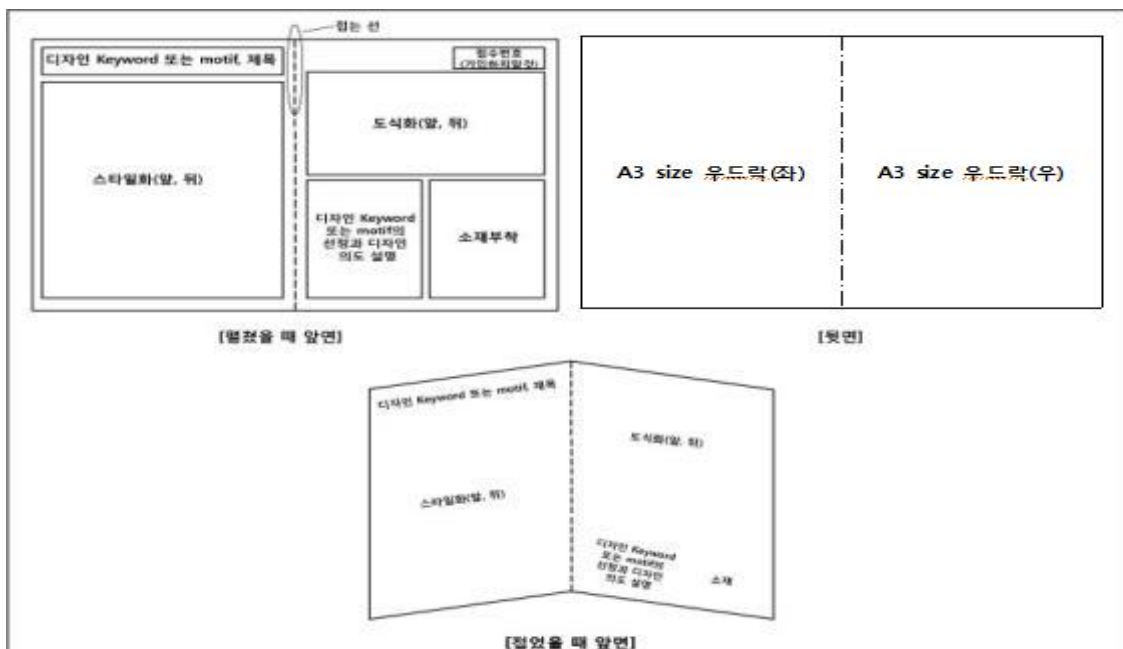 접는 선
디자인 Keyword 또는 motif, 제목
접수번호
(기입하지말것)
스타일화(앞, 뒤)
도식화(앞, 뒤)
디자인 Keyword
또는 motif의
선정과 디자인
의도 설명
소재부착
[펼쳤을 때 앞면]
A3 size 우드락(좌)
A3 size 우드락(우)
[뒷면]
디자인 Keyword 또는 motif, 제목
스타일화(앞, 뒤)
도식화(앞, 뒤)
디자인 Keyword
또는 motif의
선정과 디자인
의도 설명
소재
[접었을 때 앞면]